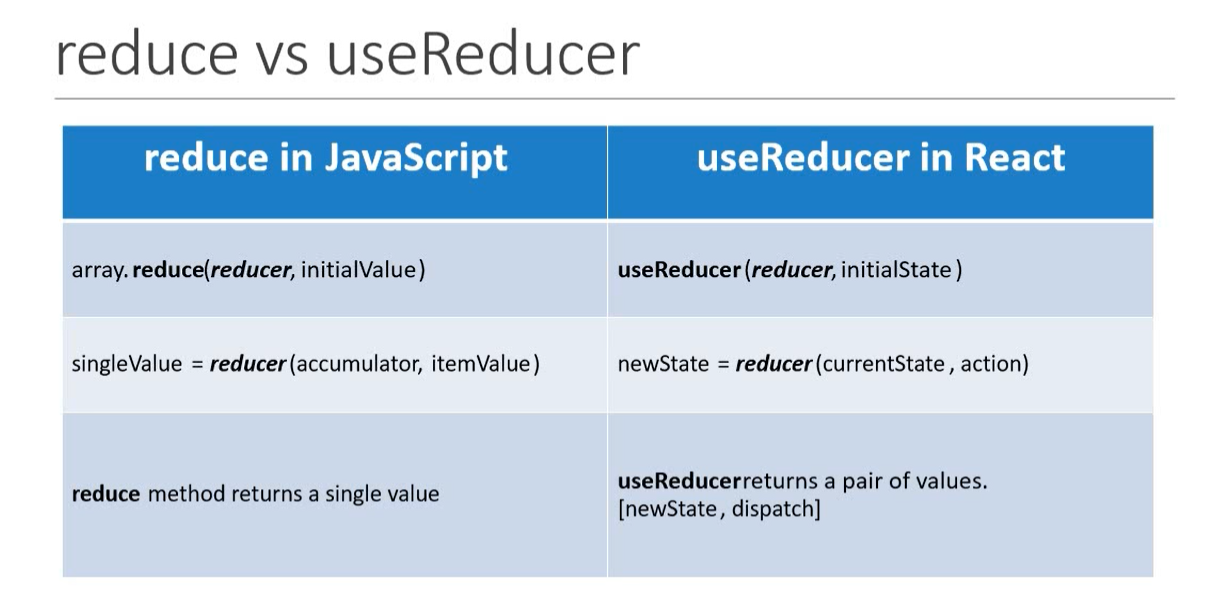 reduce vs useReducer
reduce in JavaScript
useReducer in React
array.reduce(reducer, initialValue)
useReducer(reducer, initialState)
singleValue = reducer(accumulator, itemValue)
newState = reducer(currentState, action)
reduce method returns a single value
useReducerreturns a pair of values.
[newState, dispatch]